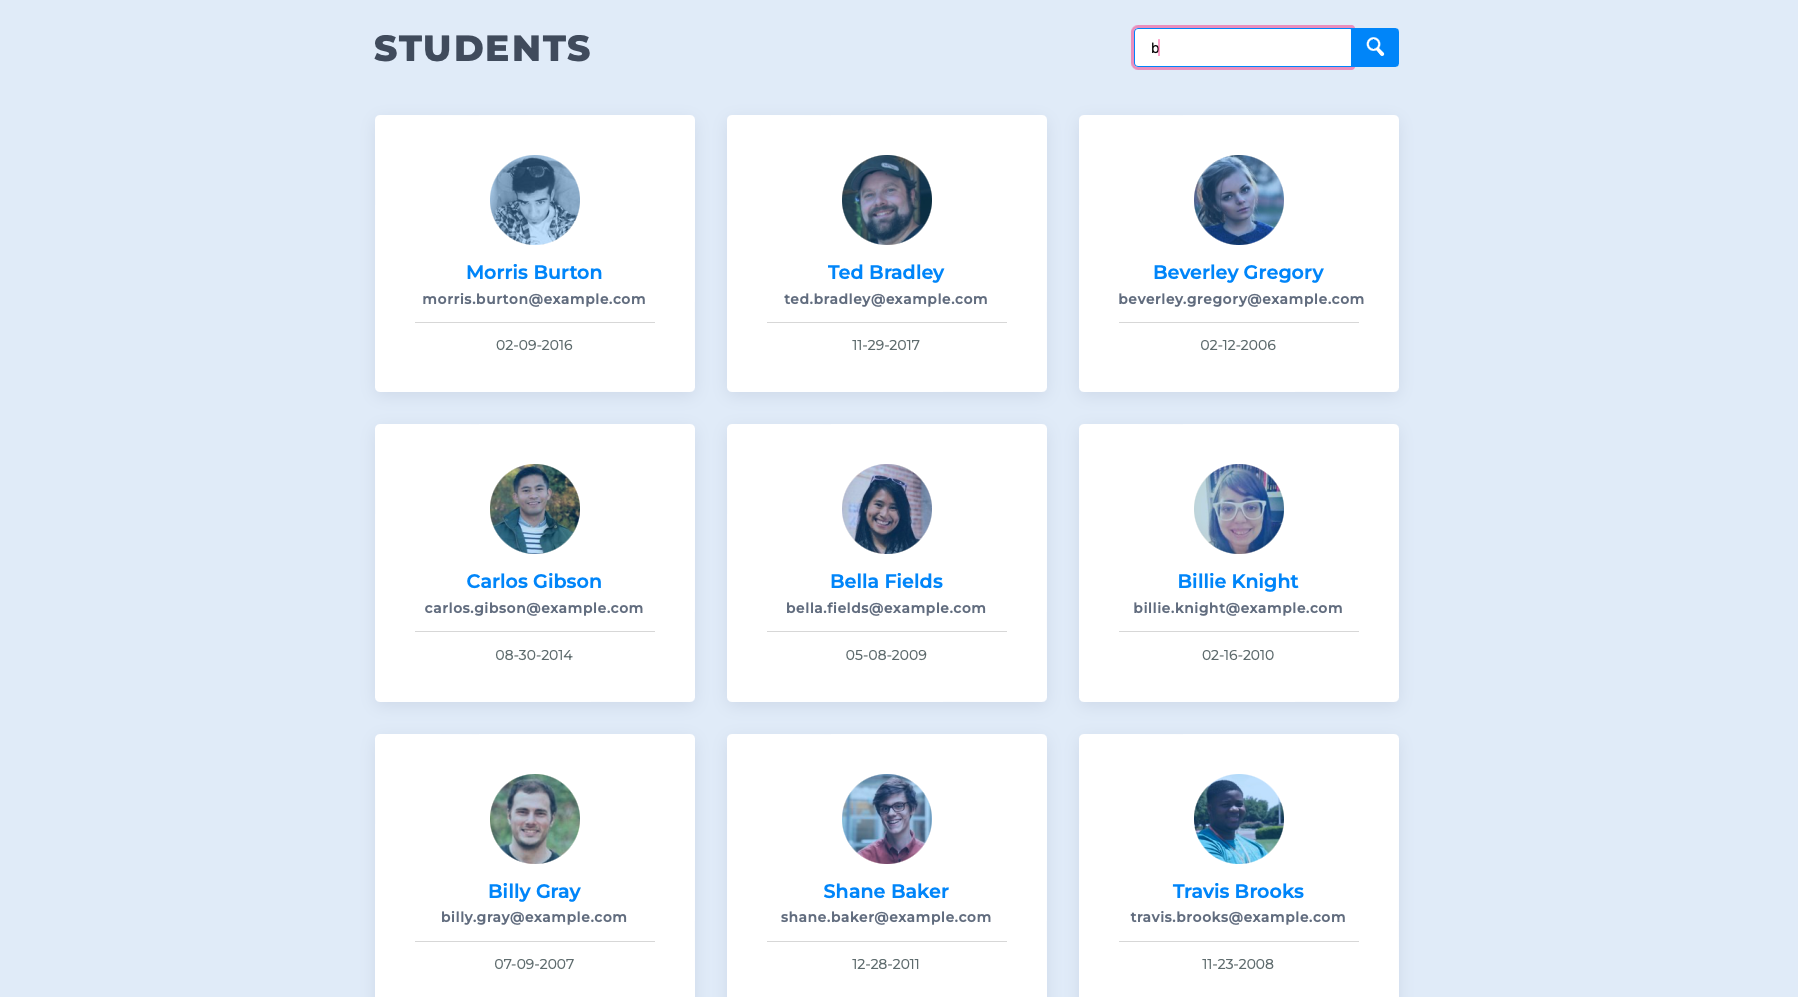 STUDENTS
b
Morris Burton
morris.burton@example.com
02-09-2016
Ted Bradley
ted.bradley@example.com
11-29-2017
Beverley Gregory
beverley.gregory@example.com
02-12-2006
Carlos Gibson
carlos.gibson@example.com
08-30-2014
Bella Fields
bella.fields@example.com
05-08-2009
Billie Knight
billie.knight@example.com
02-16-2010
Billy Gray
billy.gray@example.com
07-09-2007
Shane Baker
shane.baker@example.com
12-28-2011
Travis Brooks
travis.brooks@example.com
11-23-2008